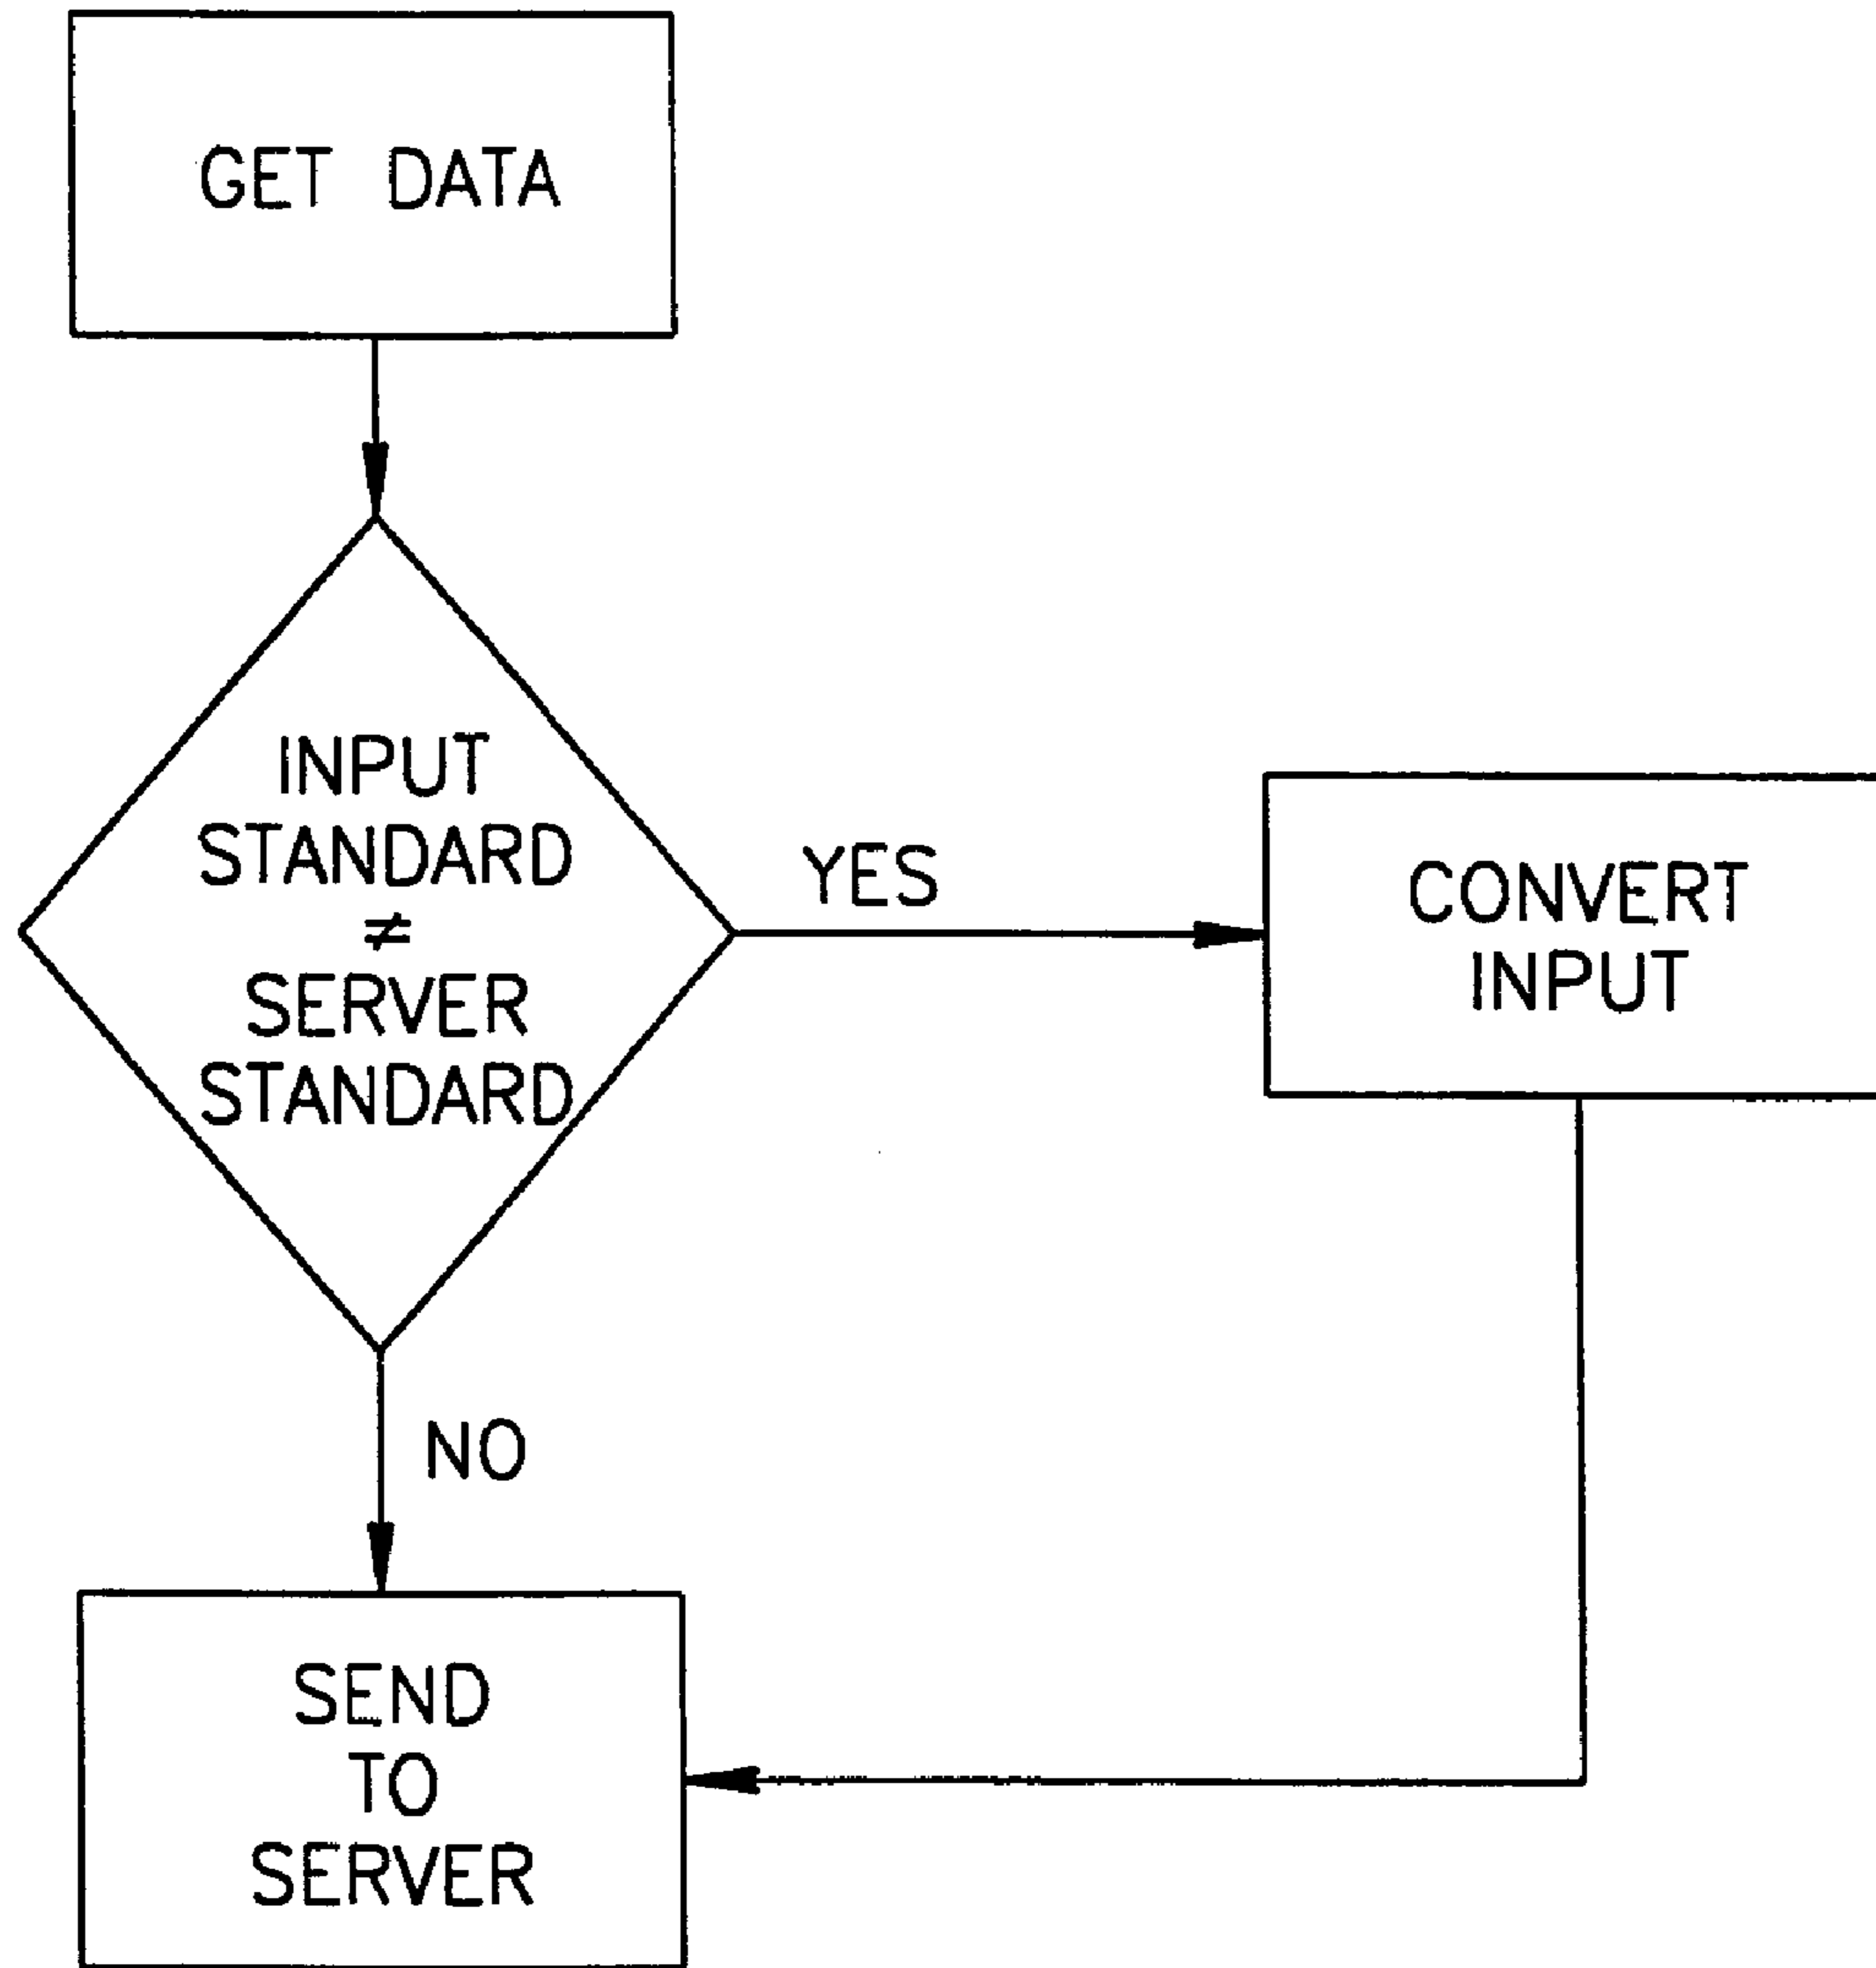 GET DATA
INPUT
STANDARD
≠
SERVER
STANDARD
YES
CONVERT
INPUT
NO
SEND
TO
SERVER